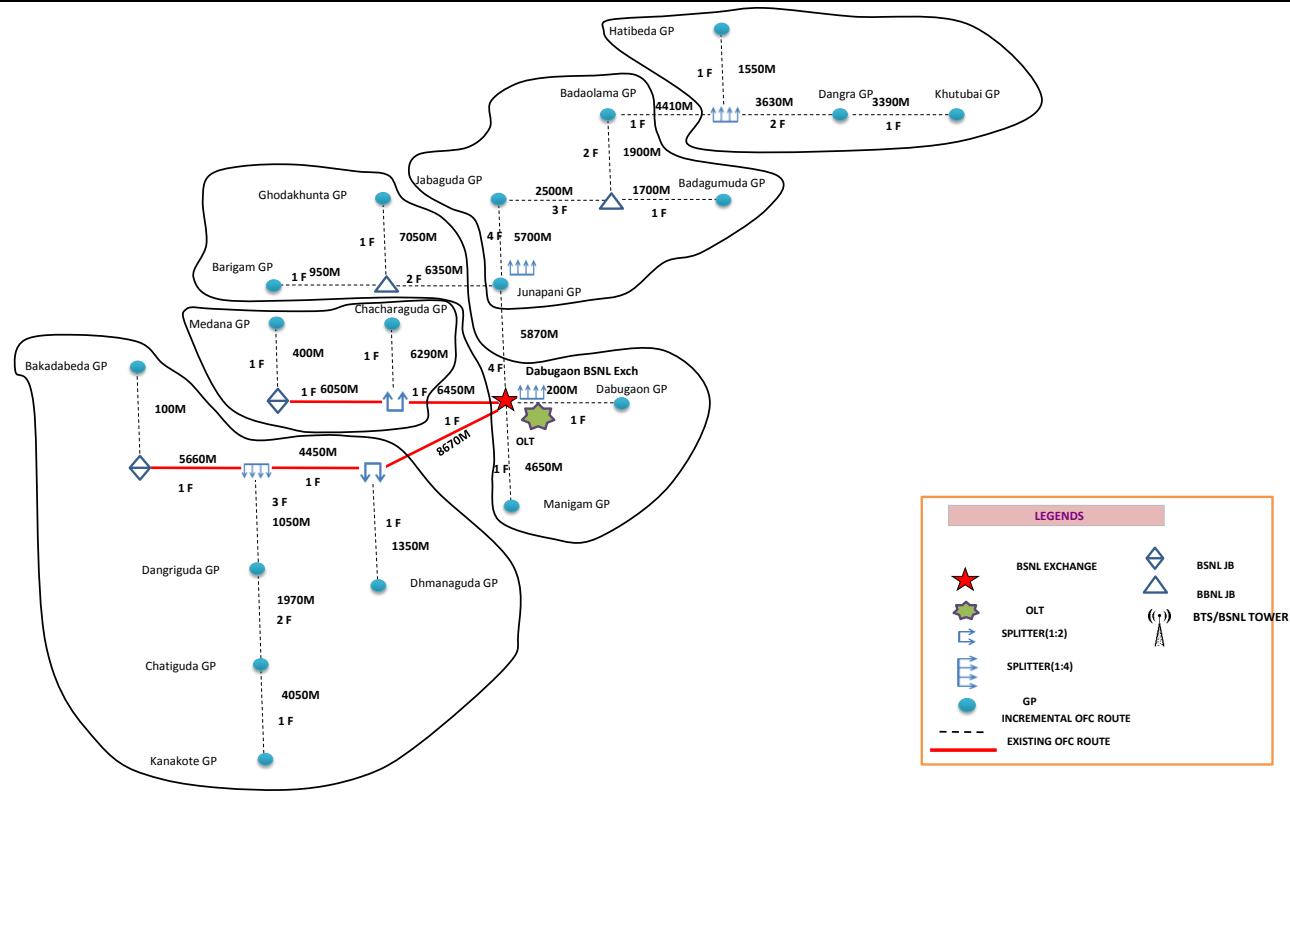 Hatibeda GP
1 F
1550M
Badaolama GP
4410M
1 F
3630M
2 F
Dangra GP
3390M
1 F
Khutubai GP
2 F
1900M
Jabaguda GP
2500M
3 F
1700M
1 F
Badagumuda GP
4 F
5700M
Ghodakhunta GP
1 F
7050M
Barigam GP
1 F
950M
2 F
6350M
Junapani GP
5870M
4 F
Medana GP
Chacharaguda GP
1 F
400M
1 F
6290M
1 F
6050M
1 F
6450M
Dabugaon BSNL Exch
200M
Dabugaon GP
1 F
OLT
1 F
4650M
Manigam GP
Bakadabeda GP
100M
5660M
1 F
4450M
1 F
1 F
8670M
3 F
1050M
1 F
1350M
Dangriguda GP
Dhmanaguda GP
1970M
2 F
Chatiguda GP
4050M
1 F
Kanakote GP
LEGENDS
BSNL EXCHANGE
BSNL JB
BBNL JB
OLT
BTS/BSNL TOWER
SPLITTER(1:2)
SPLITTER(1:4)
GP
INCREMENTAL OFC ROUTE
EXISTING OFC ROUTE